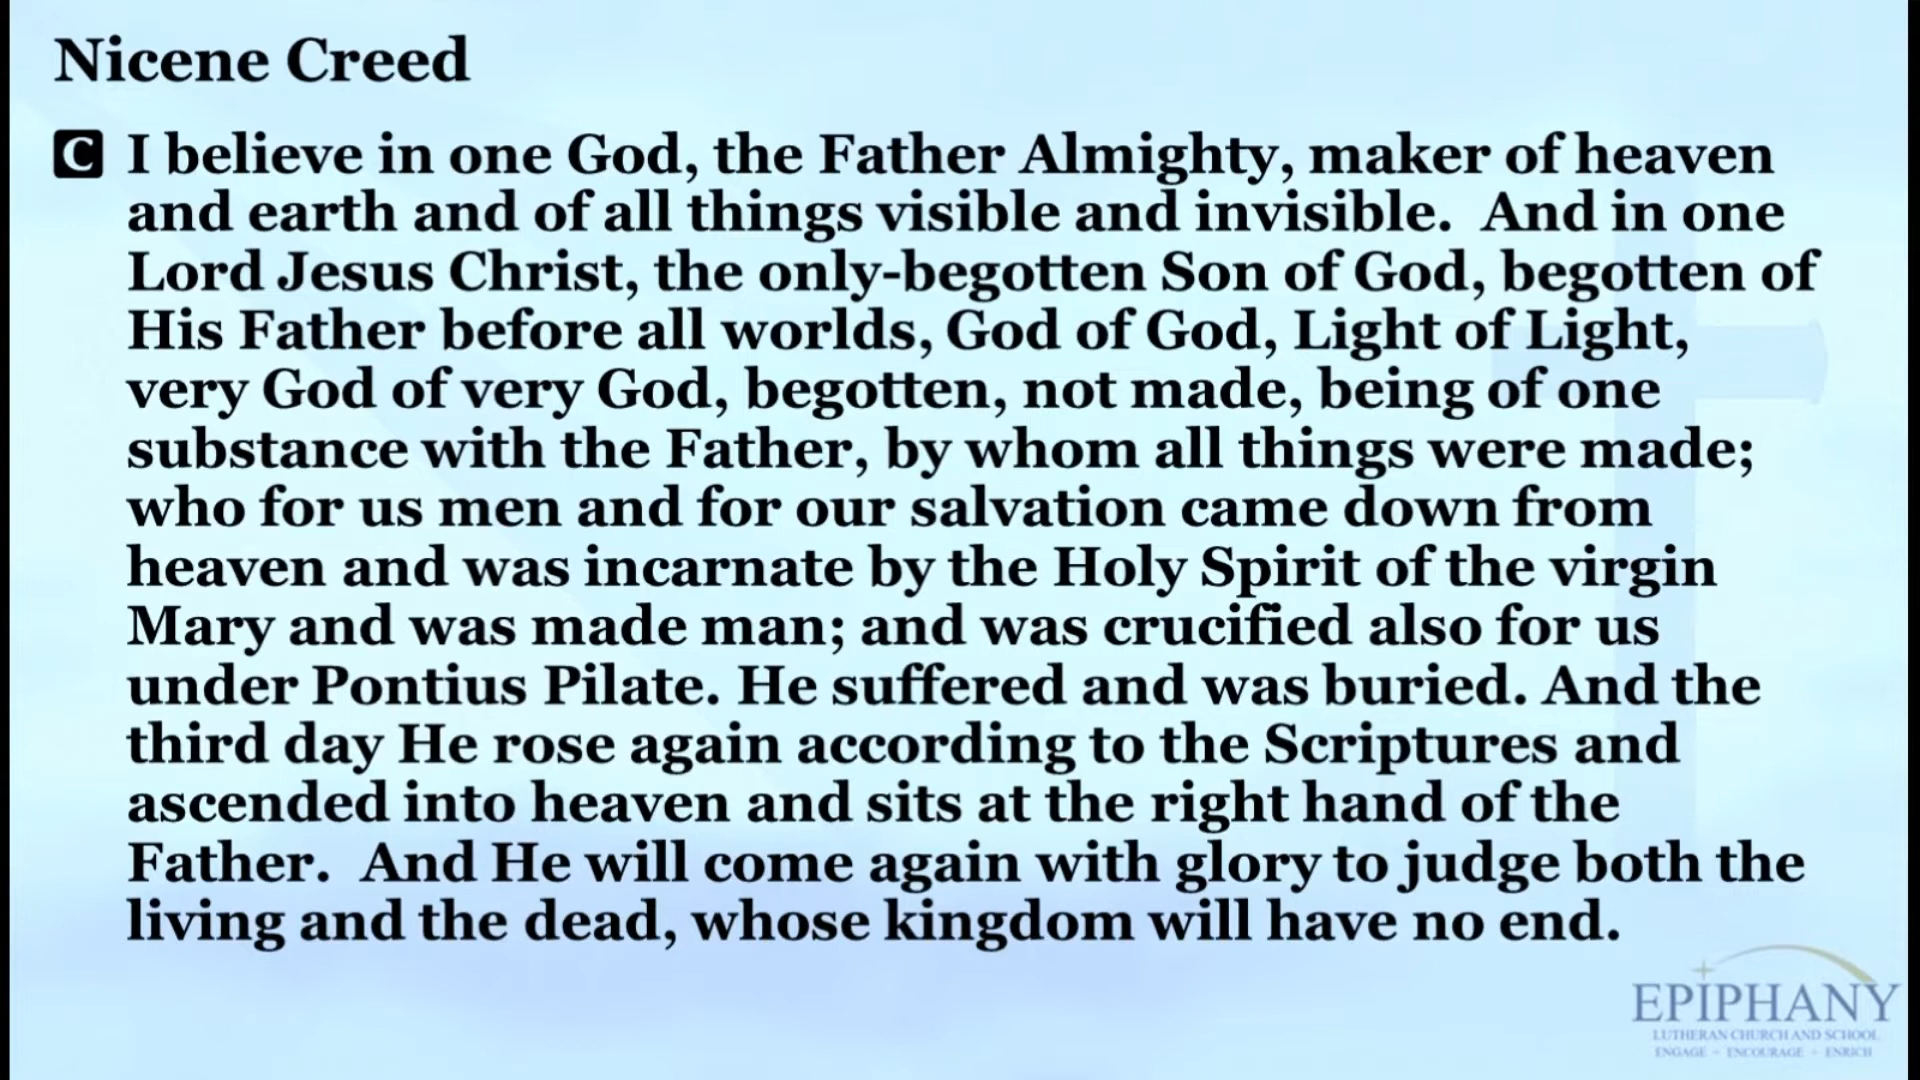 Nicene Creed
C I believe in one God, the Father Almighty, maker of heaven
and earth and of all things visible and invisible.  And in one
Lord Jesus Christ, the only-begotten Son of God, begotten of
His Father before all worlds, God of God, Light of Light,
very God of very God, begotten, not made, being of one
substance with the Father, by whom all things were made;
who for us men and for our salvation came down from
heaven and was incarnate by the Holy Spirit of the virgin
Mary and was made man; and was crucified also for us
under Pontius Pilate. He suffered and was buried. And the
third day He rose again according to the Scriptures and
ascended into heaven and sits at the right hand of the
Father.  And He will come again with glory to judge both the
living and the dead, whose kingdom will have no end.
EPIPHANY
LUTHERAN CHURCH AND SCHOOL
ENGAGE - ENCOURAGE - ENRICH